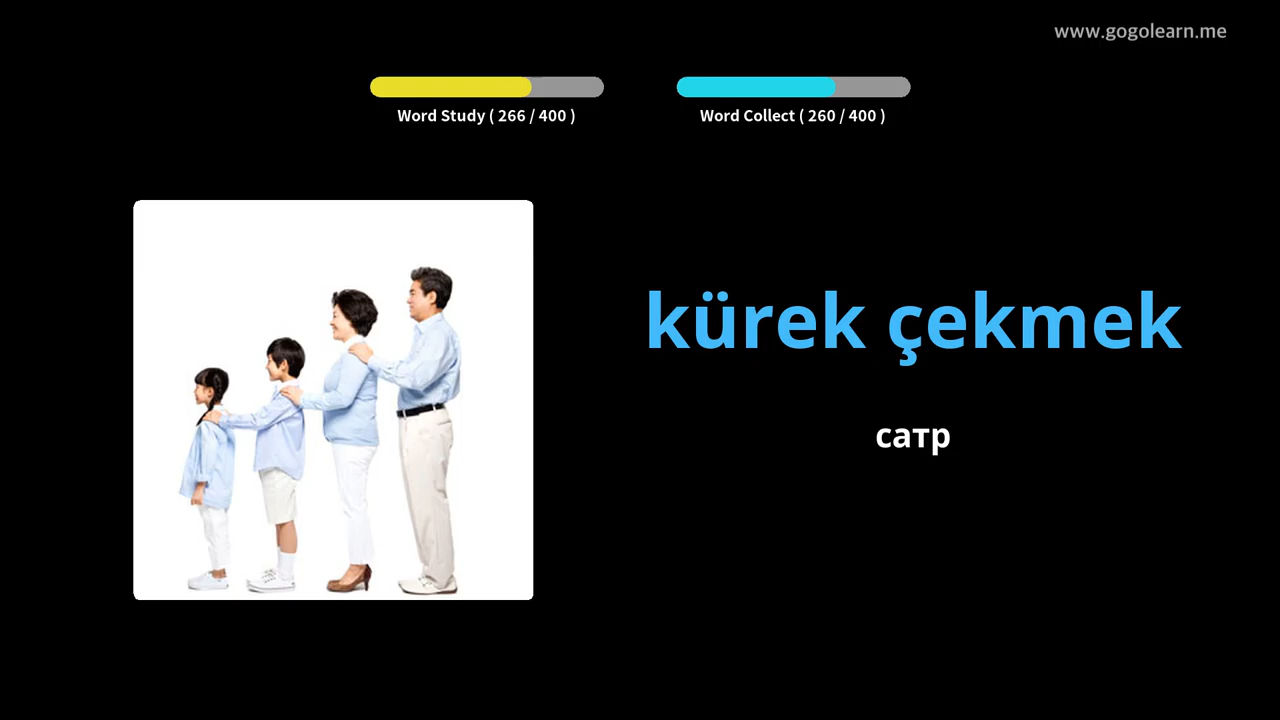 www.gogolearn.me
Word Study ( 266 / 400 )
Word Collect ( 260 / 400 )
kürek çekmek
сатр